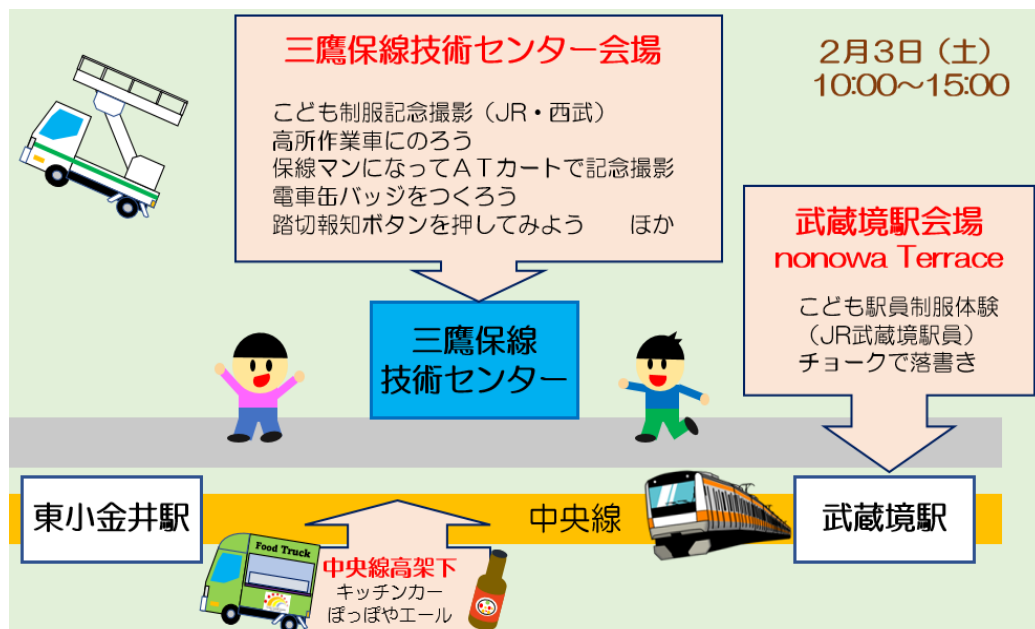 三鷹保線技術センター会場
こども制服記念撮影（JR・西武）
高所作業車にのろう
保線マンになってＡＴカートで記念撮影
電車缶バッジをつくろう
踏切報知ボタンを押してみよう　　ほか
2月3日（土）
10:00～15:00
武蔵境駅会場
nonowa Terrace
こども駅員制服体験
（JR武蔵境駅員）
チョークで落書き
三鷹保線
技術センター
東小金井駅
中央線
武蔵境駅
Food Truck
中央線高架下
キッチンカー
ぽっぽやエール